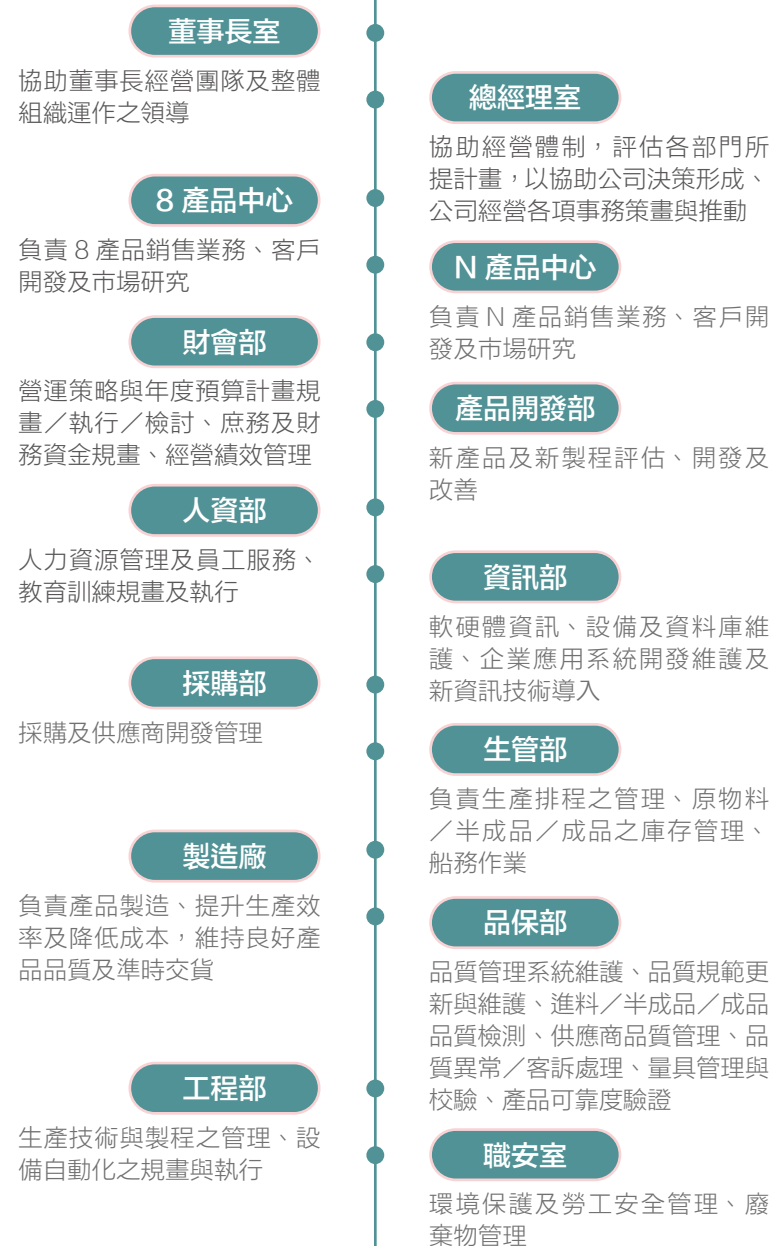 董事長室
協助董事長經營團隊及整體
組織運作之領導
總經理室
協助經營體制，評估各部門所
提計畫，以協助公司決策形成、
公司經營各項事務策畫與推動
8 產品中心
負責 8 產品銷售業務、客戶
開發及市場研究
N 產品中心
負責 N 產品銷售業務、客戶開
發及市場研究
財會部
營運策略與年度預算計畫規
畫／執行／檢討、庶務及財
務資金規畫、經營績效管理
產品開發部
新產品及新製程評估、開發及
改善
人資部
人力資源管理及員工服務、
教育訓練規畫及執行
資訊部
軟硬體資訊、設備及資料庫維
護、企業應用系統開發維護及
新資訊技術導入
採購部
採購及供應商開發管理
生管部
負責生產排程之管理、原物料
／半成品／成品之庫存管理、
船務作業
製造廠
負責產品製造、提升生產效
率及降低成本，維持良好產
品品質及準時交貨
品保部
品質管理系統維護、品質規範更
新與維護、進料／半成品／成品
品質檢測、供應商品質管理、品
質異常／客訴處理、量具管理與
校驗、產品可靠度驗證
工程部
生產技術與製程之管理、設
備自動化之規畫與執行
職安室
環境保護及勞工安全管理、廢
棄物管理